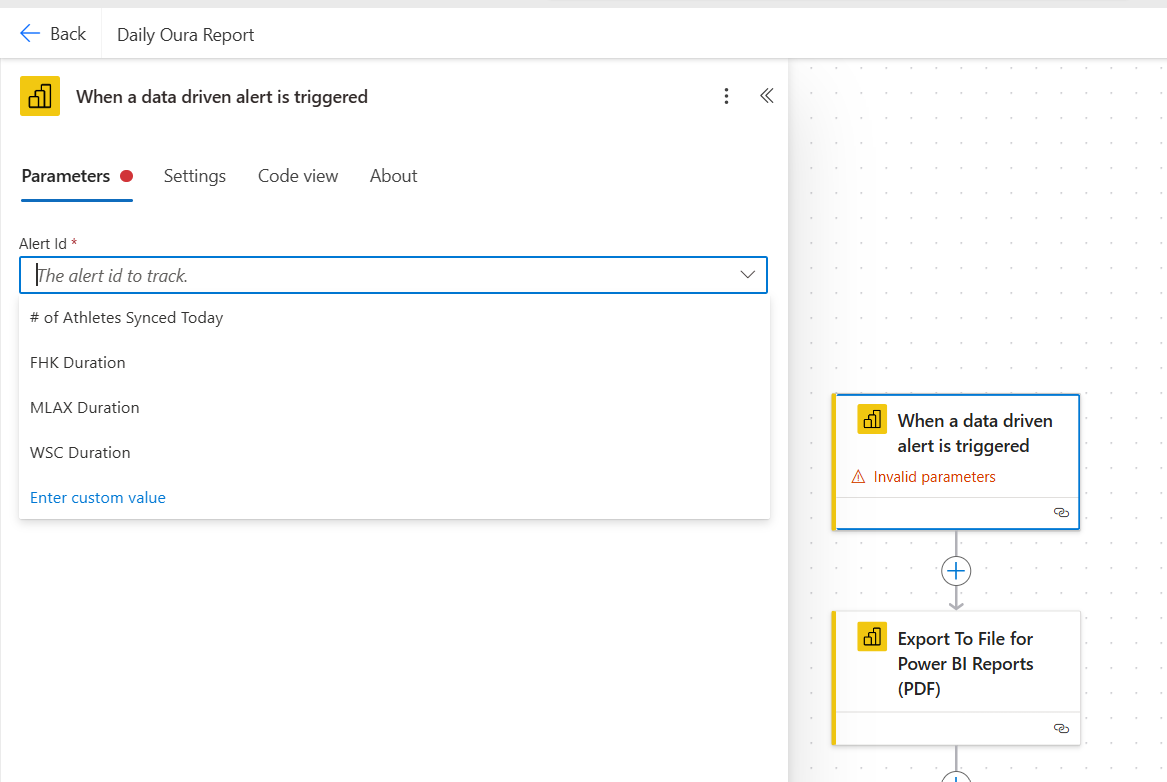 Back
Daily Oura Report
When a data driven alert is triggered
Parameters
Settings
Code view
About
Alert Id *
The alert id to track.
# of Athletes Synced Today
FHK Duration
MLAX Duration
WSC Duration
Enter custom value
When a data driven
alert is triggered
Invalid parameters
Export To File for
Power BI Reports
(PDF)